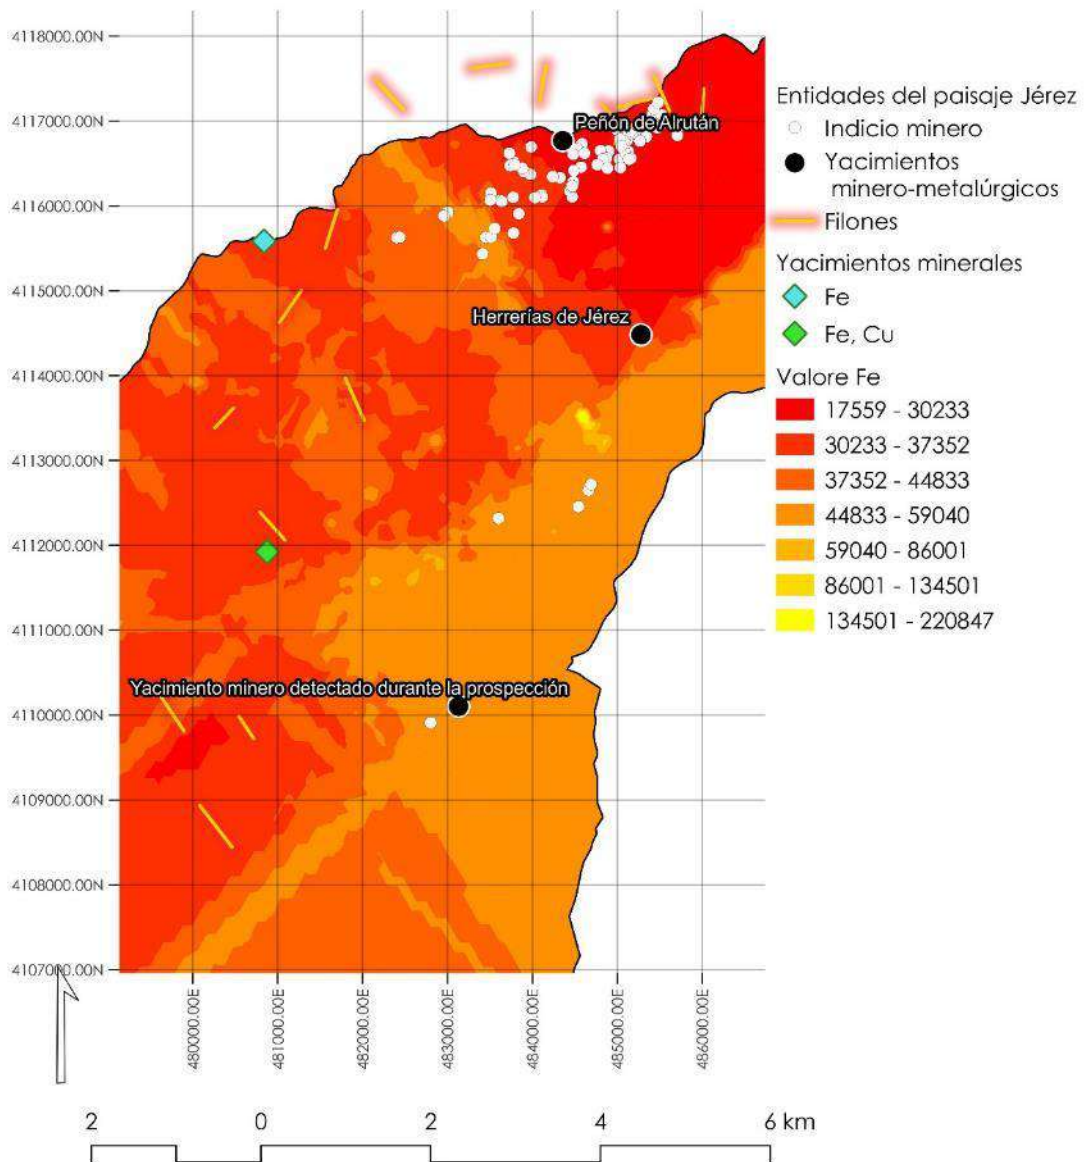 4118000.00N
4117000.00N
4116000.00N
4115000.00N
4114000.00N
4113000.00N
4112000.00N
4111000.00N
4110000.00N
4109000.00N
4108000.00N
4107000.00N
Peñón de Alrután
Herrerías de Jérez
Yacimiento minero detectado durante la prospección
480000.00E
481000.00E
482000.00E
483000.00E
484000.00E
485000.00E
486000.00E
2 0 2 4 6 km
Entidades del paisaje Jérez
Indicio minero
Yacimientos
minero-metalúrgicos
Filones
Yacimientos minerales
Fe
Fe, Cu
Valore Fe
17559 - 30233
30233 - 37352
37352 - 44833
44833 - 59040
59040 - 86001
86001 - 134501
134501 - 220847